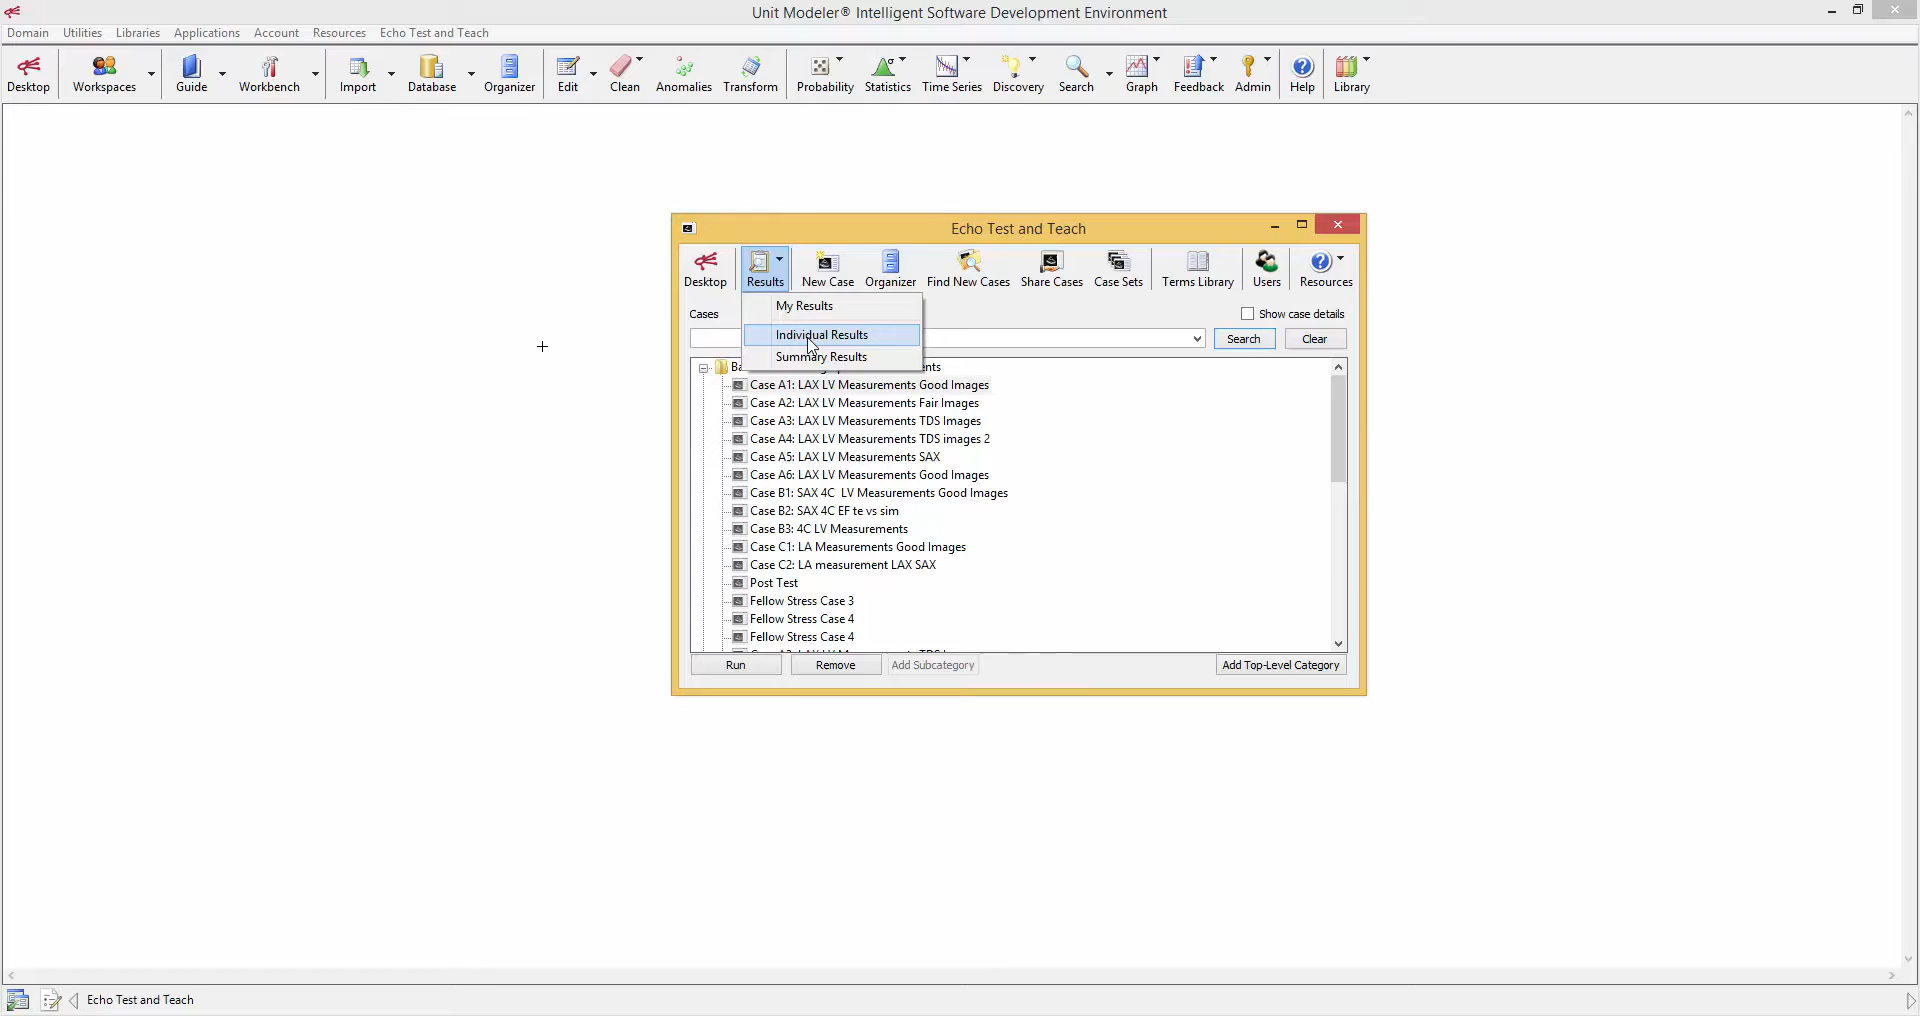 Unit Modeler® Intelligent Software Development Environment
Domain Utilities Libraries Applications Account Resources Echo Test and Teach
Desktop Workspaces Guide Workbench Import Database Organizer Edit Clean Anomalies Transform Probability Statistics Time Series Discovery Search Graph Feedback Admin Help Library
Echo Test and Teach
Desktop Results New Case Organizer Find New Cases Share Cases Case Sets Terms Library Users Resources
My Results
Cases
Show case details
Individual Results
Search Clear
Summary Results
Case A1: LAX LV Measurements Good Images
Case A2: LAX LV Measurements Fair Images
Case A3: LAX LV Measurements TDS Images
Case A4: LAX LV Measurements TDS images 2
Case A5: LAX LV Measurements SAX
Case A6: LAX LV Measurements Good Images
Case B1: SAX 4C LV Measurements Good Images
Case B2: SAX 4C EF te vs sim
Case B3: 4C LV Measurements
Case C1: LA Measurements Good Images
Case C2: LA measurement LAX SAX
Post Test
Fellow Stress Case 3
Fellow Stress Case 4
Fellow Stress Case 4
Run Remove Add Subcategory Add Top-Level Category
Echo Test and Teach